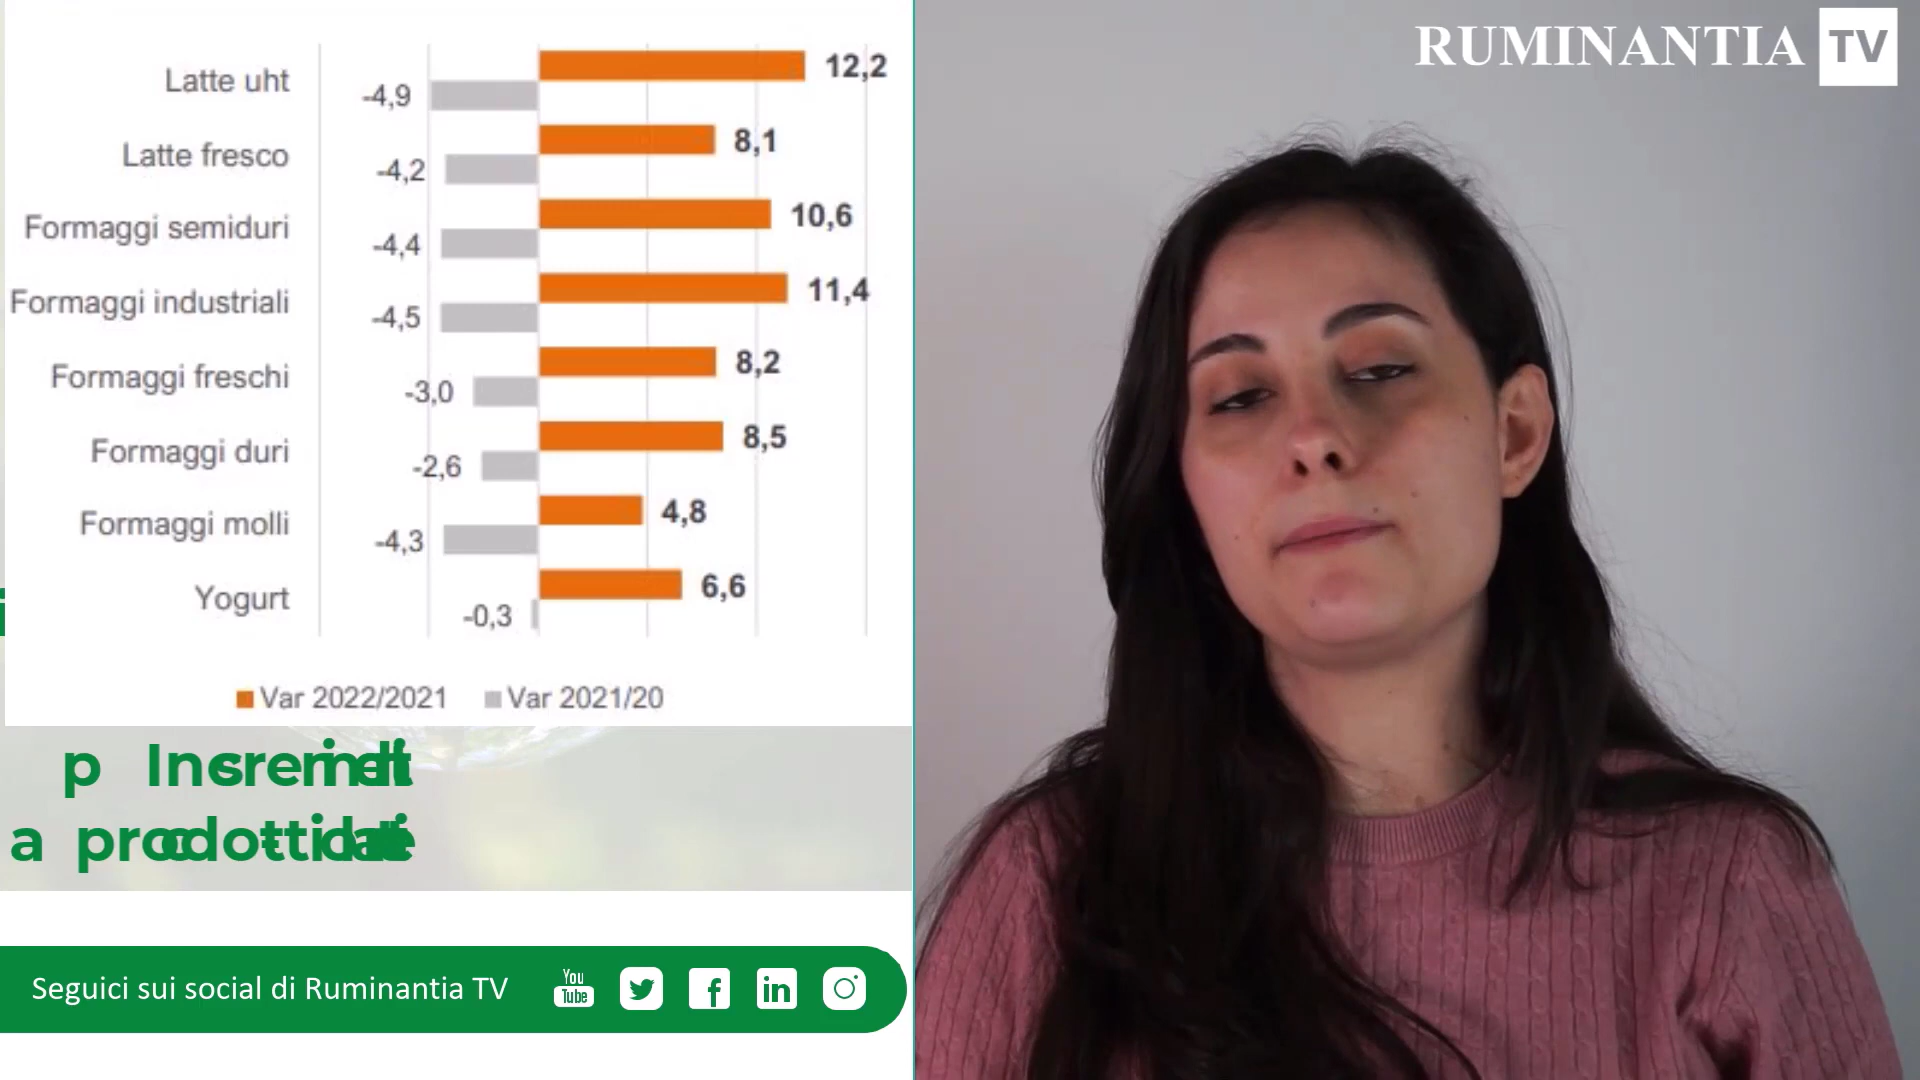 RUMINANTIA TV
Latte uht
12,2
-4,9
Latte fresco
8,1
-4,2
Formaggi semiduri
10,6
-4,4
Formaggi industriali
11,4
-4,5
Formaggi freschi
8,2
-3,0
Formaggi duri
8,5
-2,6
Formaggi molli
4,8
-4,3
Yogurt
6,6
-0,3
Var 2022/2021 Var 2021/20
Seguici sui social di Ruminantia TV You Tube in